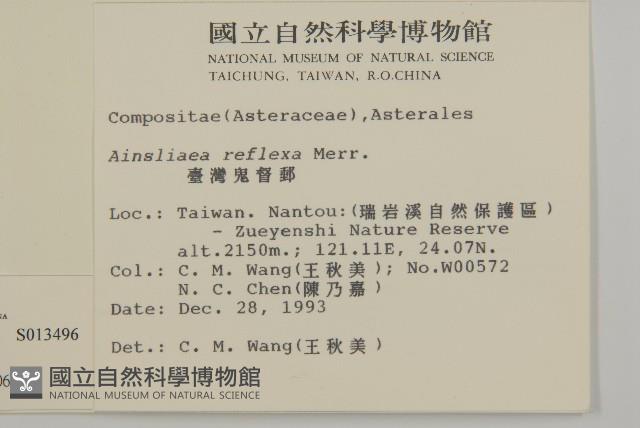 國立自然科學博物館
NATIONAL MUSEUM OF NATURAL SCIENCE
TAICHUNG, TAIWAN, R.O.CHINA
Compositae(Asteraceae),Asterales
Ainsliaea reflexa Merr.
臺灣鬼督郵
Loc.: Taiwan. Nantou:(瑞岩溪自然保護區)
- Zueyenshi Nature Reserve
alt.2150m.; 121.11E, 24.07N.
Col.: C. M. Wang(王秋美); No.W00572
N. C. Chen(陳乃嘉)
Date: Dec. 28, 1993
Det.: C. M. Wang(王秋美)
S013496
國立自然科學博物館
NATIONAL MUSEUM OF NATURAL SCIENCE